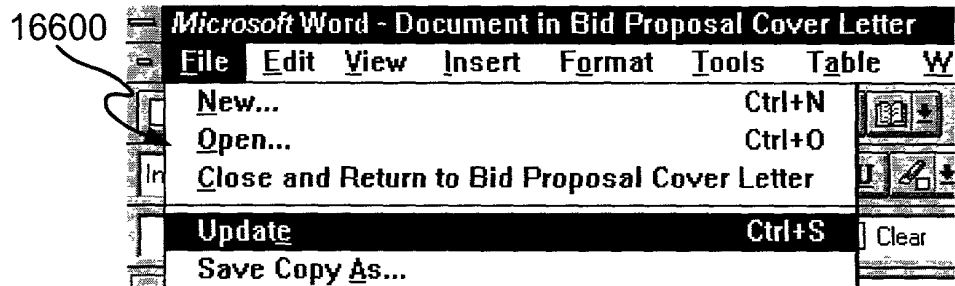 16600
Microsoft Word - Document in Bid Proposal Cover Letter
File Edit View Insert Format Tools Table W
New... Ctrl+N
Open... Ctrl+O
In
Close and Return to Bid Proposal Cover Letter U
Update Ctrl+S
Clear
Save Copy As...